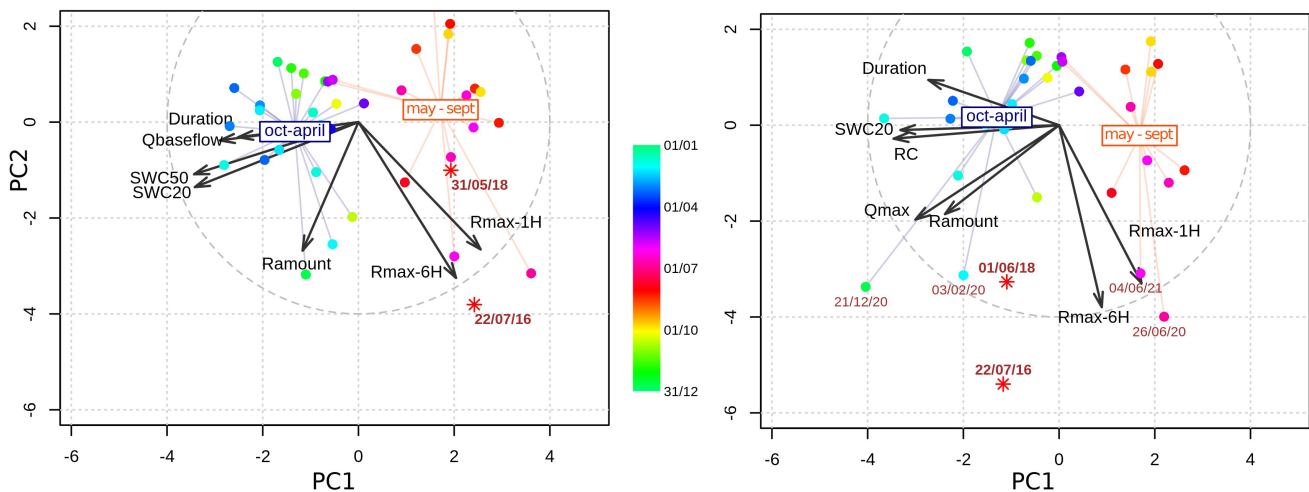 2
0
-2
-4
-6
PC2
Duration
Qbaseflow
SWC50
SWC20
oct-april
may - sept
31/05/18
Rmax-1H
Ramount
Rmax-6H
22/07/16
-6
-4
-2
0
2
4
PC1
01/01
01/04
01/07
01/10
31/12
2
0
-2
-4
-6
Duration
SWC20
RC
oct-april
may - sept
Qmax
Ramount
Rmax-1H
01/06/18
03/02/20
04/06/21
21/12/20
Rmax-6H
26/06/20
22/07/16
-6
-4
-2
0
2
4
PC1